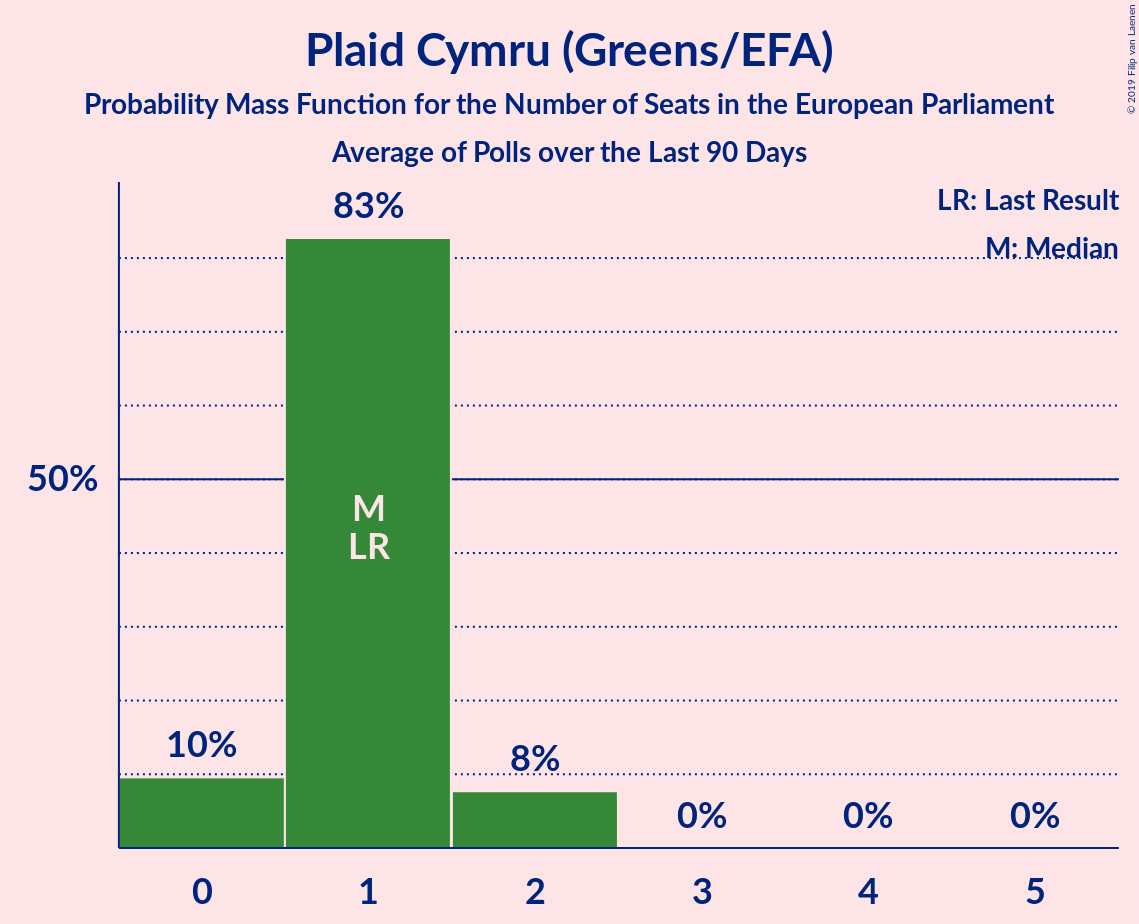 Plaid Cymru (Greens/EFA)
Probability Mass Function for the Number of Seats in the European Parliament
Average of Polls over the Last 90 Days
© 2019 Filip van Laenen
LR: Last Result
M: Median
83%
50%
M
LR
10%
8%
0%
0%
0%
0
1
2
3
4
5